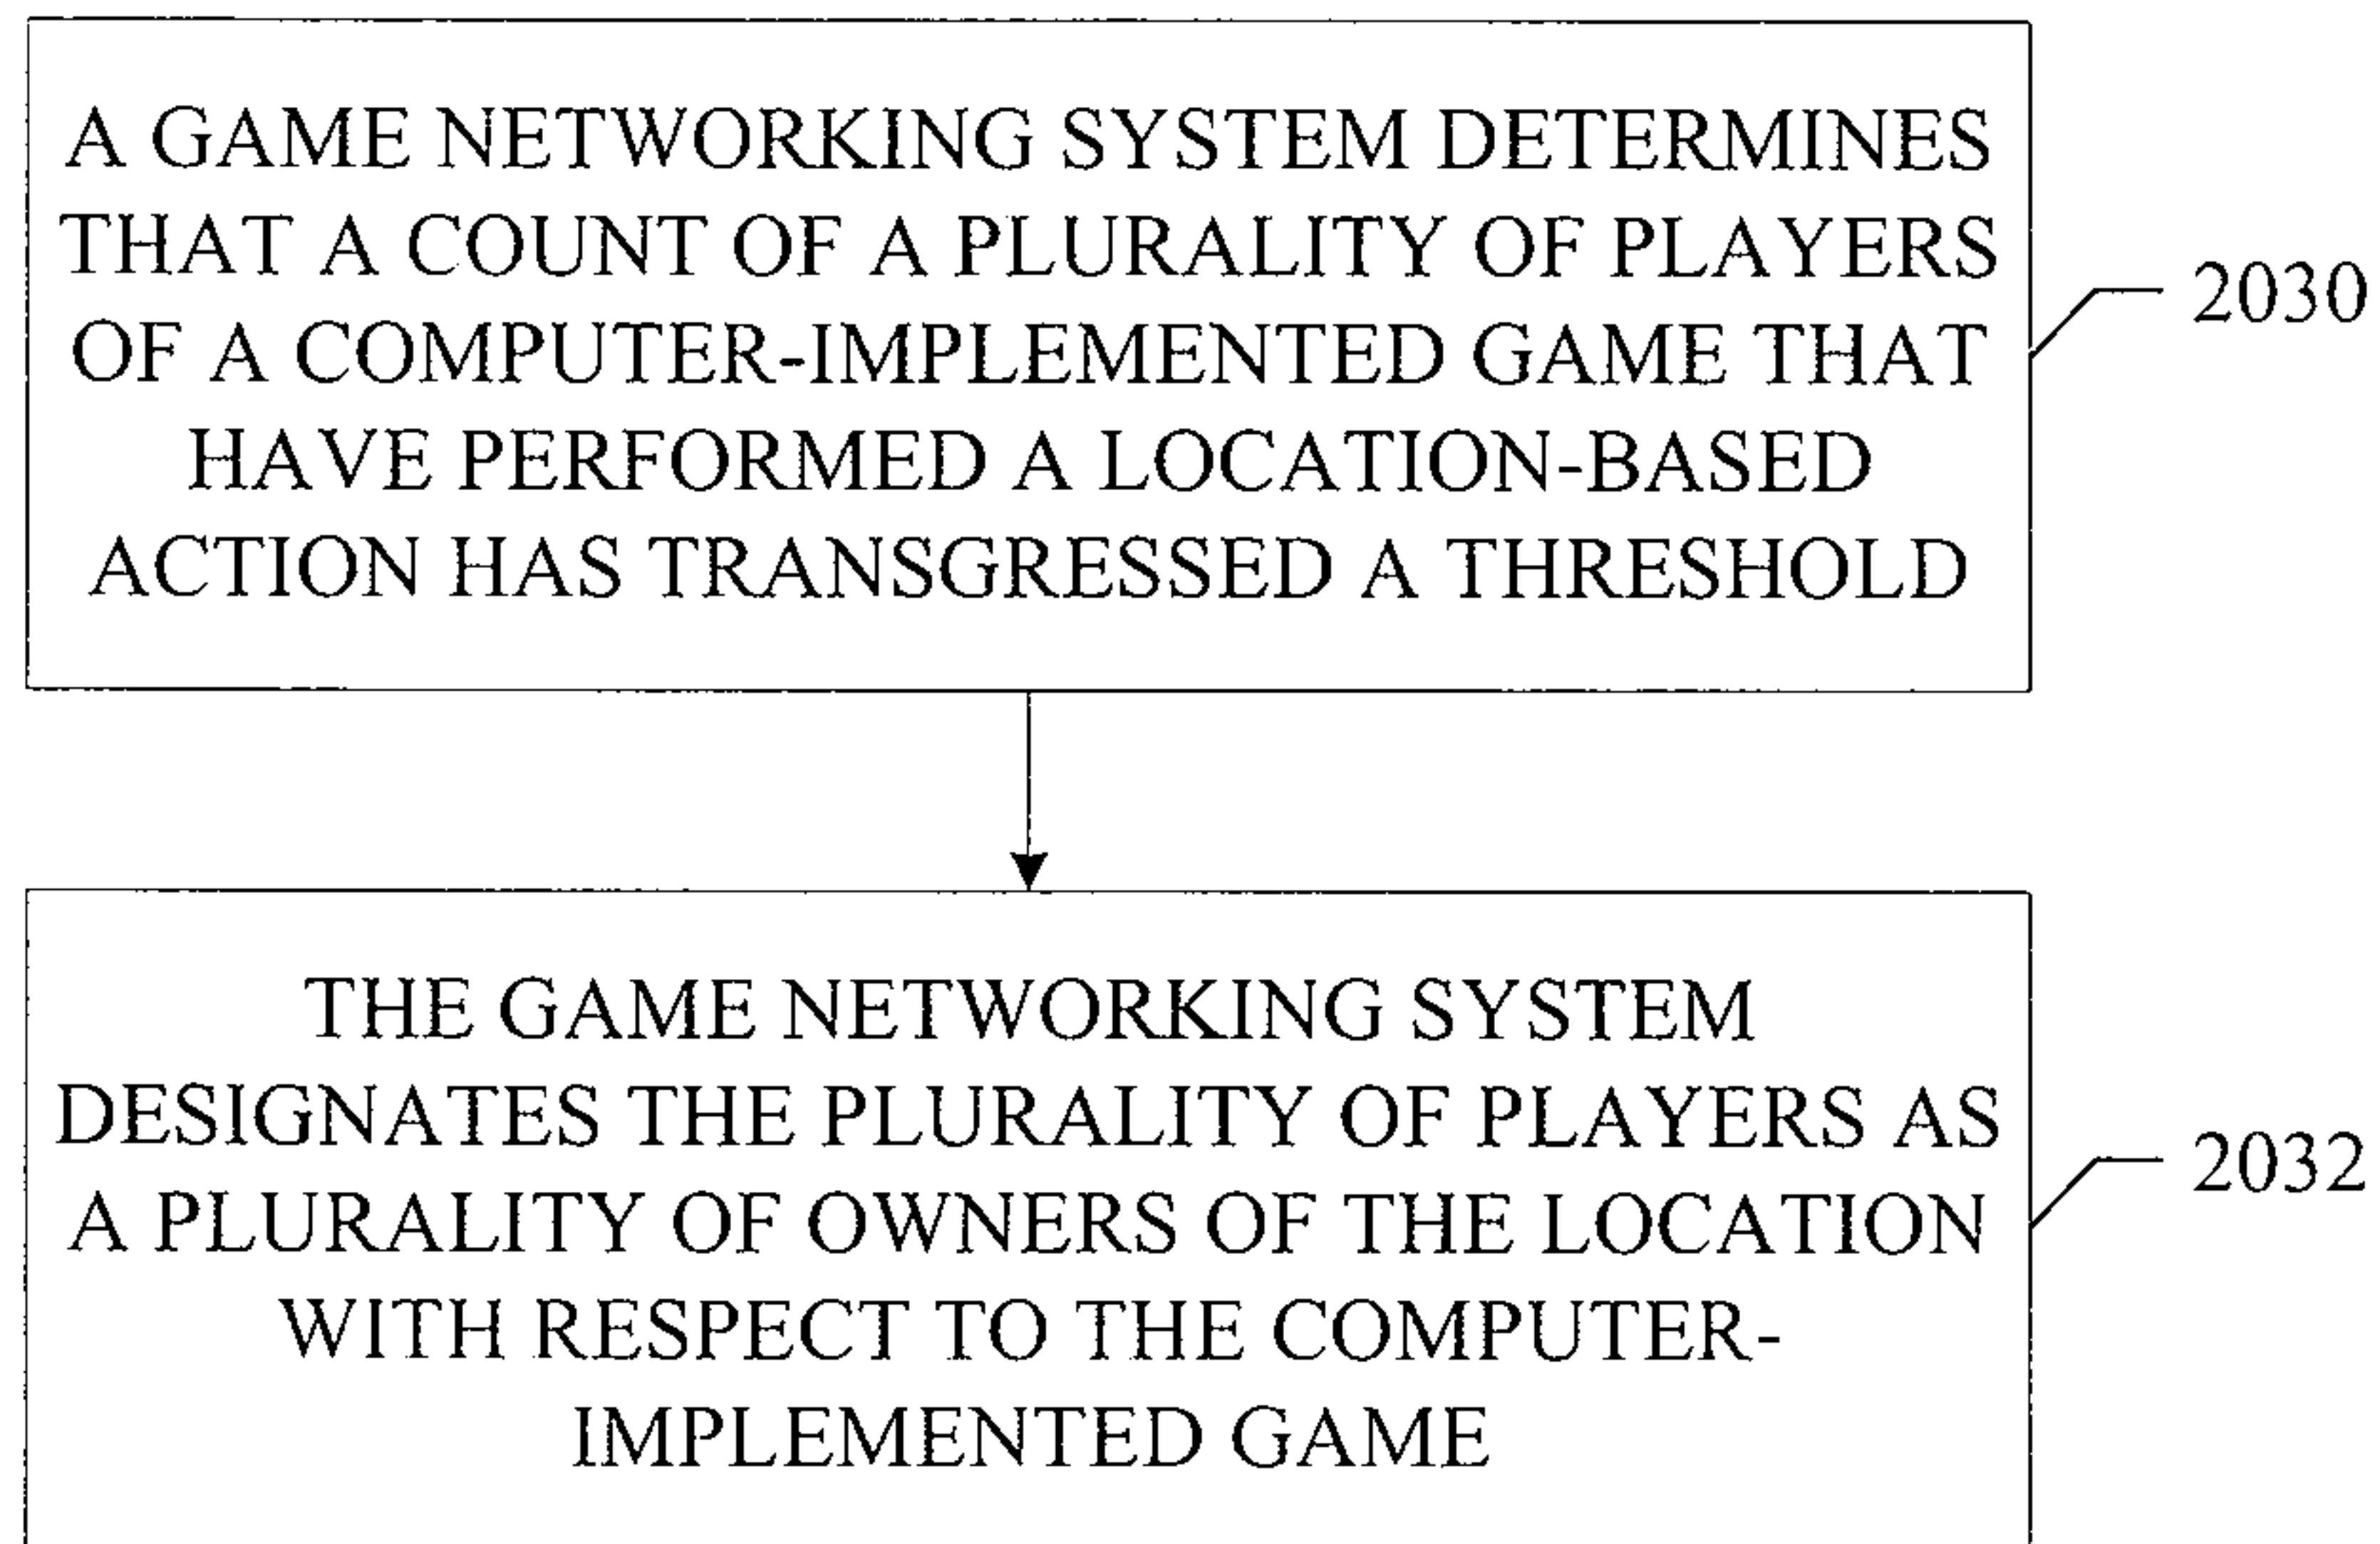 A GAME NETWORKING SYSTEM DETERMINES
THAT A COUNT OF A PLURALITY OF PLAYERS
OF A COMPUTER-IMPLEMENTED GAME THAT
HAVE PERFORMED A LOCATION-BASED
ACTION HAS TRANSGRESSED A THRESHOLD
2030
THE GAME NETWORKING SYSTEM
DESIGNATES THE PLURALITY OF PLAYERS AS
A PLURALITY OF OWNERS OF THE LOCATION
WITH RESPECT TO THE COMPUTER-
IMPLEMENTED GAME
2032